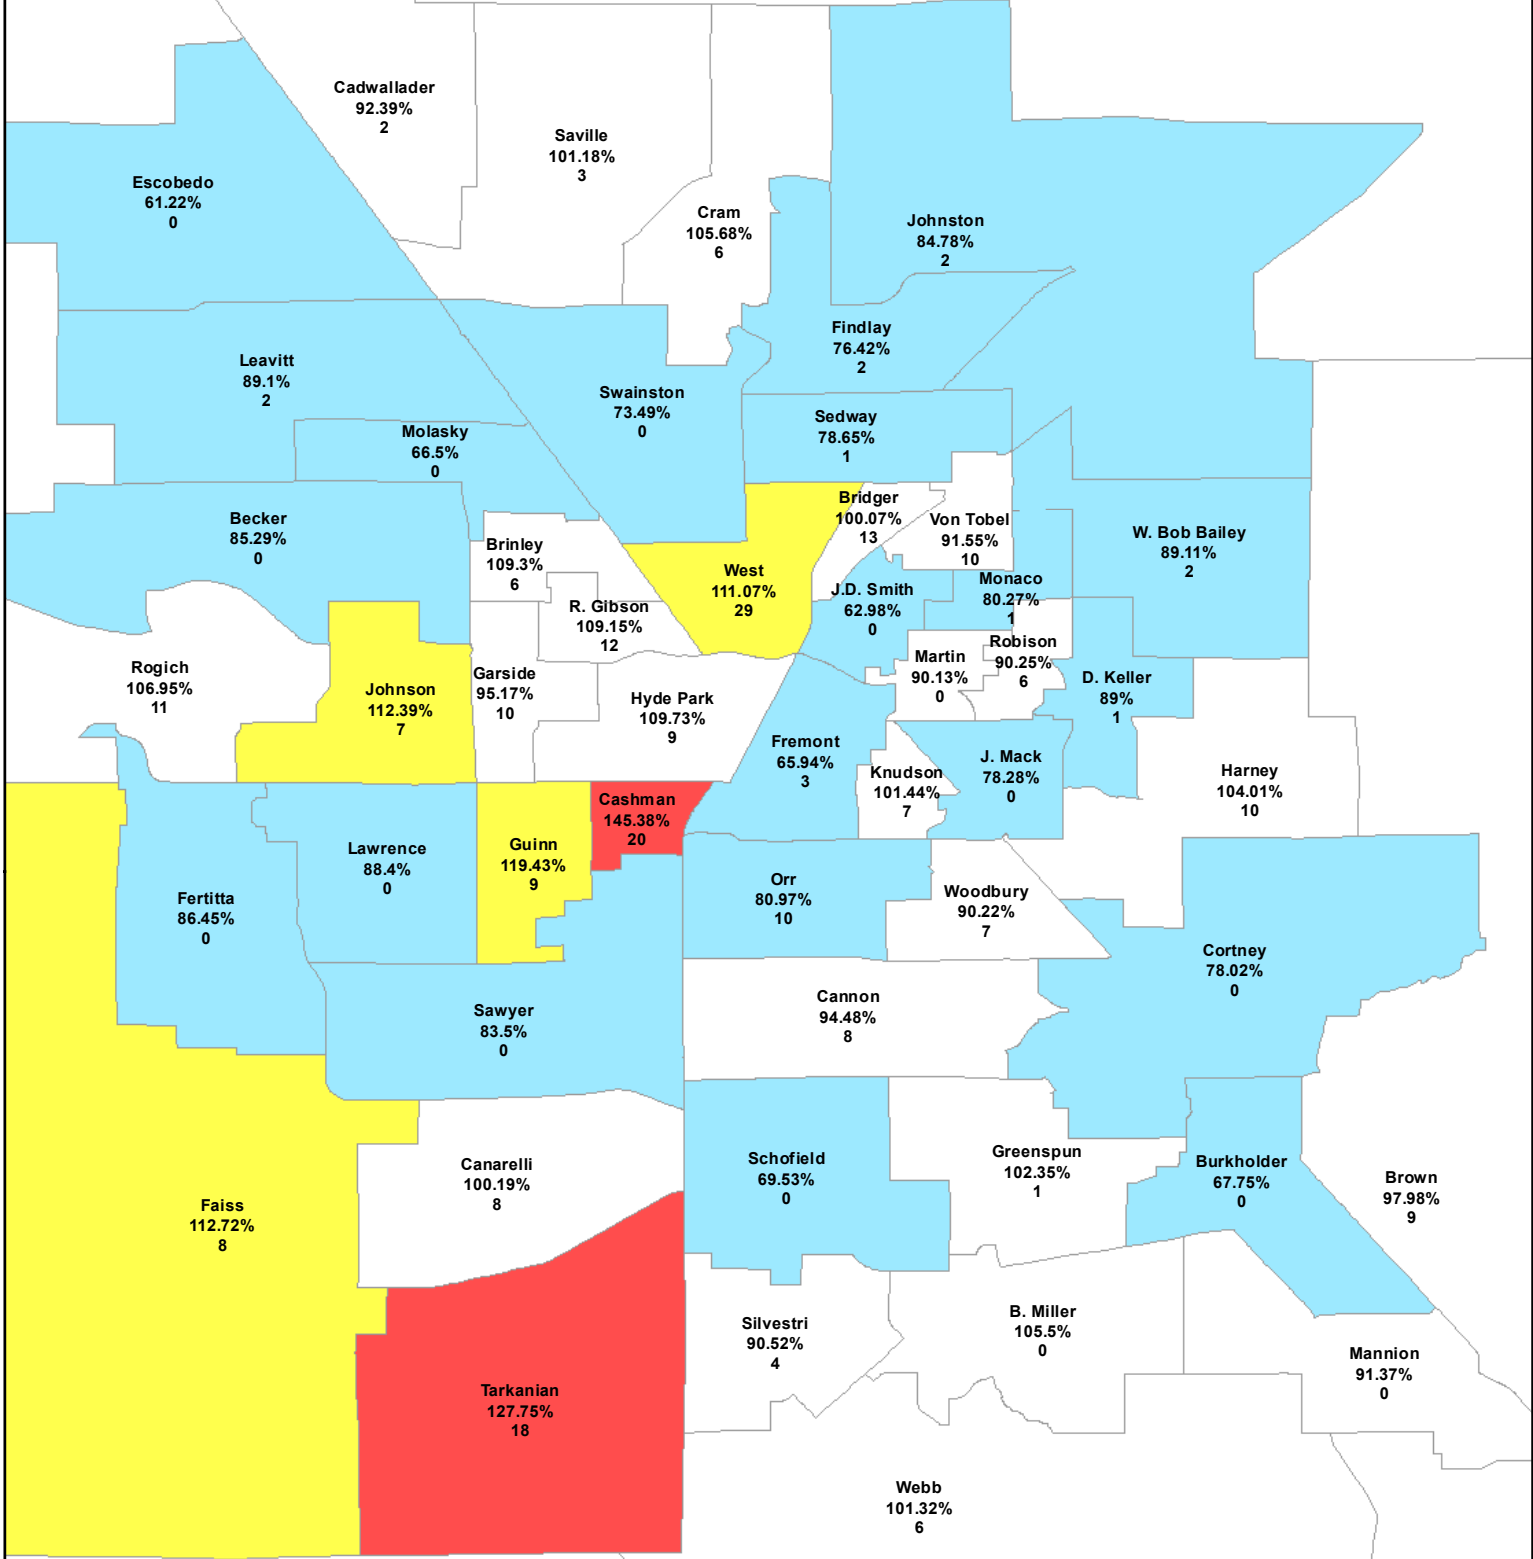 Cadwallader
92.39%
2
Saville
101.18%
3
Escobedo
61.22%
0
Cram
105.68%
6
Johnston
84.78%
2
Findlay
76.42%
2
Leavitt
89.1%
2
Swainston
73.49%
0
Sedway
78.65%
1
Molasky
66.5%
0
Bridger
100.07%
13
Becker
85.29%
0
Von Tobel
91.55%
10
W. Bob Bailey
89.11%
2
Brinley
109.3%
6
West
111.07%
29
Monaco
80.27%
1
J.D. Smith
62.98%
0
R. Gibson
109.15%
12
Robison
90.25%
6
Martin
90.13%
0
Rogich
106.95%
11
Garside
95.17%
10
D. Keller
89%
1
Johnson
112.39%
7
Hyde Park
109.73%
9
Fremont
65.94%
3
J. Mack
78.28%
0
Knudson
101.44%
7
Harney
104.01%
10
Cashman
145.38%
20
Guinn
119.43%
9
Lawrence
88.4%
0
Orr
80.97%
10
Woodbury
90.22%
7
Fertitta
86.45%
0
Cortney
78.02%
0
Cannon
94.48%
8
Sawyer
83.5%
0
Greenspun
102.35%
1
Schofield
69.53%
0
Burkholder
67.75%
0
Canarelli
100.19%
8
Brown
97.98%
9
Faiss
112.72%
8
B. Miller
105.5%
0
Silvestri
90.52%
4
Mannion
91.37%
0
Tarkanian
127.75%
18
Webb
101.32%
6